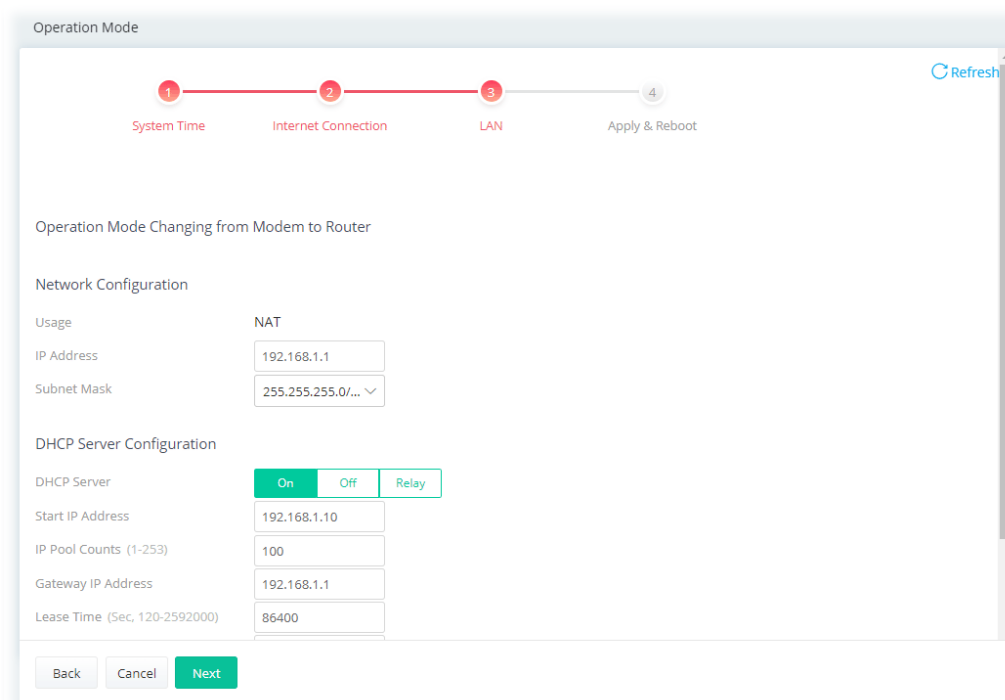 Operation Mode
Refresh
1 2 3 4
System Time Internet Connection LAN Apply & Reboot
Operation Mode Changing from Modem to Router
Network Configuration
Usage NAT
IP Address 192.168.1.1
Subnet Mask 255.255.255.0/...
DHCP Server Configuration
DHCP Server On Off Relay
Start IP Address 192.168.1.10
IP Pool Counts (1-253) 100
Gateway IP Address 192.168.1.1
Lease Time (Sec, 120-2592000) 86400
Back Cancel Next